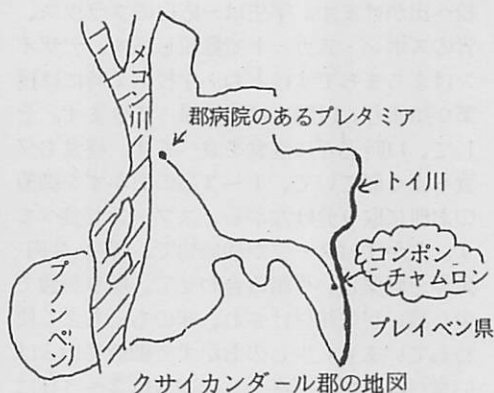 メコン川
郡病院のあるプレタミア
トイ川
コンポン
チャムロン
プノンペン
プレイベン県
クサイカンダール郡の地図